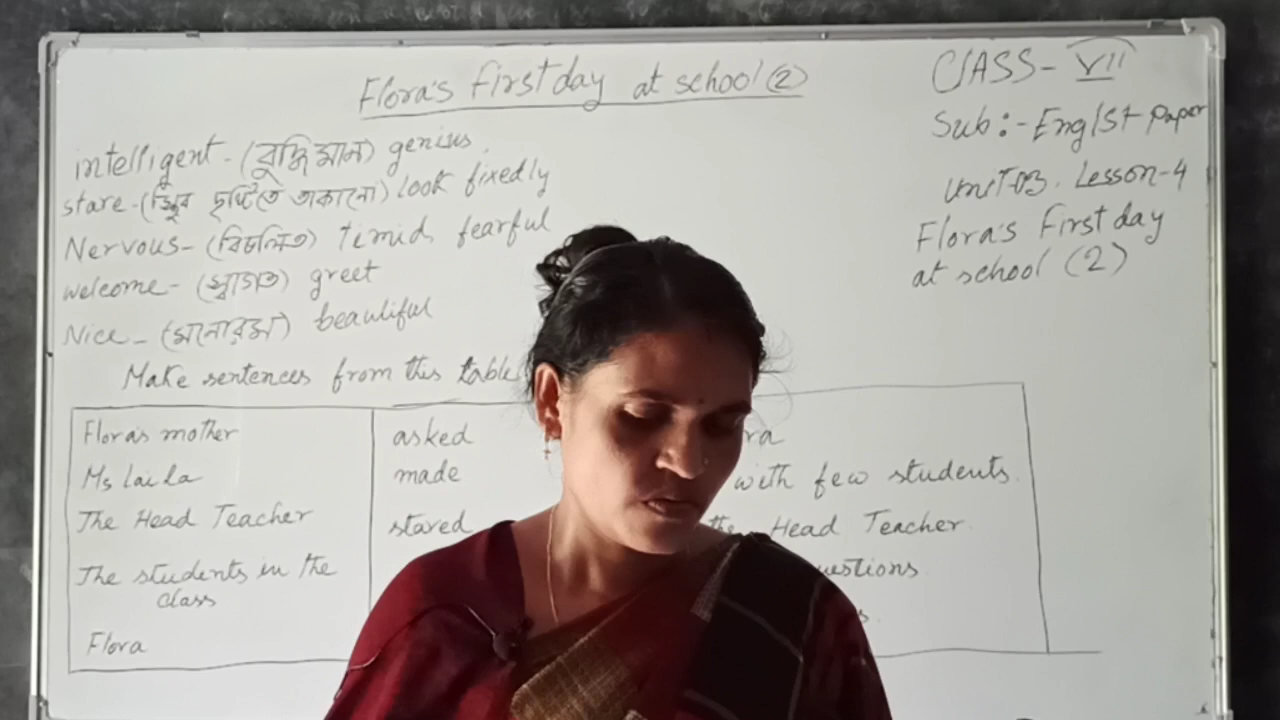 Flora's first day at school (2)
CLASS - VII
Sub:- Eng 1st paper
Unit-03. Lesson-4
Flora's First day
at school (2)
intelligent - (বুদ্ধিমান) genius.
stare - (স্থির দৃষ্টিতে তাকানো) look fixedly
Nervous - (বিচলিত) timid, fearful
welcome - (স্বাগত) greet
Nice - (মনোরম) beautiful
Make sentences from this table
Flora's mother asked
Ms Laila made with few students.
The Head Teacher stared the Head Teacher
The students in the
class
Flora